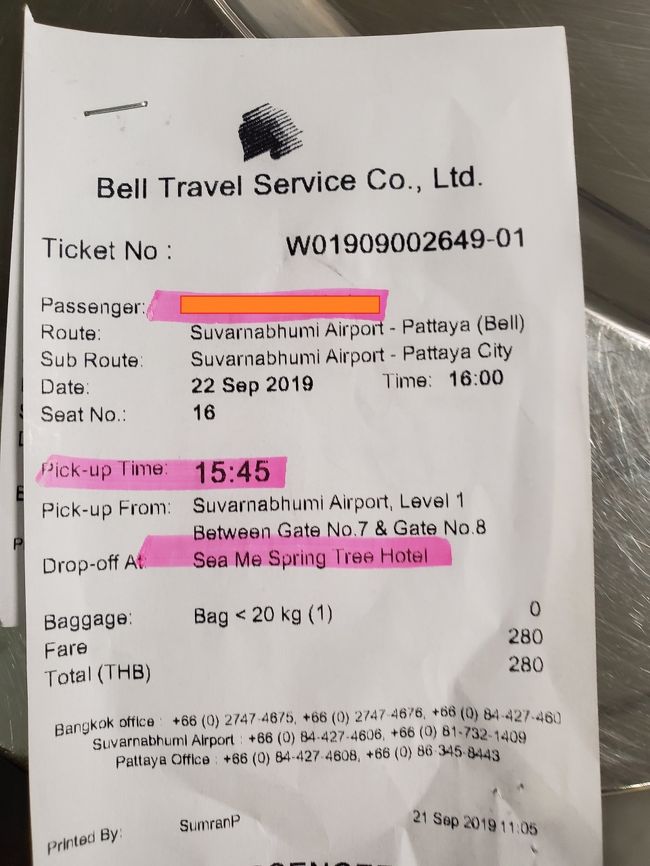 Bell Travel Service Co., Ltd.
Ticket No : W01909002649-01
Passenger:
Route: Suvarnabhumi Airport - Pattaya (Bell)
Sub Route: Suvarnabhumi Airport - Pattaya City
Date: 22 Sep 2019 Time: 16:00
Seat No.: 16
Pick-up Time: 15:45
Pick-up From: Suvarnabhumi Airport, Level 1
Between Gate No.7 & Gate No.8
Drop-off At Sea Me Spring Tree Hotel
Baggage: Bag < 20 kg (1) 0
Fare 280
Total (THB) 280
Bangkok office : +66 (0) 2747-4675, +66 (0) 2747-4676, +66 (0) 84-427-460
Suvarnabhumi Airport : +66 (0) 84-427-4606, +66 (0) 81-732-1409
Pattaya Office : +66 (0) 84-427-4608, +66 (0) 86-345-8443
Printed By: SumranP 21 Sep 2019 11:05